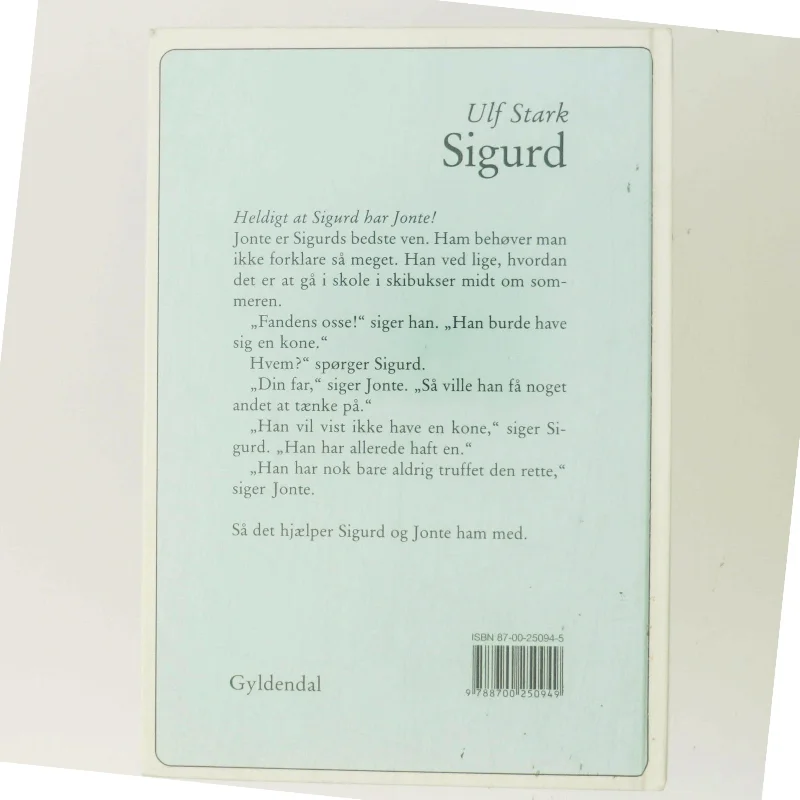 Ulf Stark
Sigurd
Heldigt at Sigurd har Jonte!
Jonte er Sigurds bedste ven. Ham behøver man
ikke forklare så meget. Han ved lige, hvordan
det er at gå i skole i skibukser midt om som-
meren.
„Fandens osse!“ siger han. „Han burde have
sig en kone.“
Hvem?“ spørger Sigurd.
„Din far,“ siger Jonte. „Så ville han få noget
andet at tænke på.“
„Han vil vist ikke have en kone,“ siger Si-
gurd. „Han har allerede haft en.“
„Han har nok bare aldrig truffet den rette,“
siger Jonte.
Så det hjælper Sigurd og Jonte ham med.
ISBN 87-00-25094-5
Gyldendal
9 788700 250949